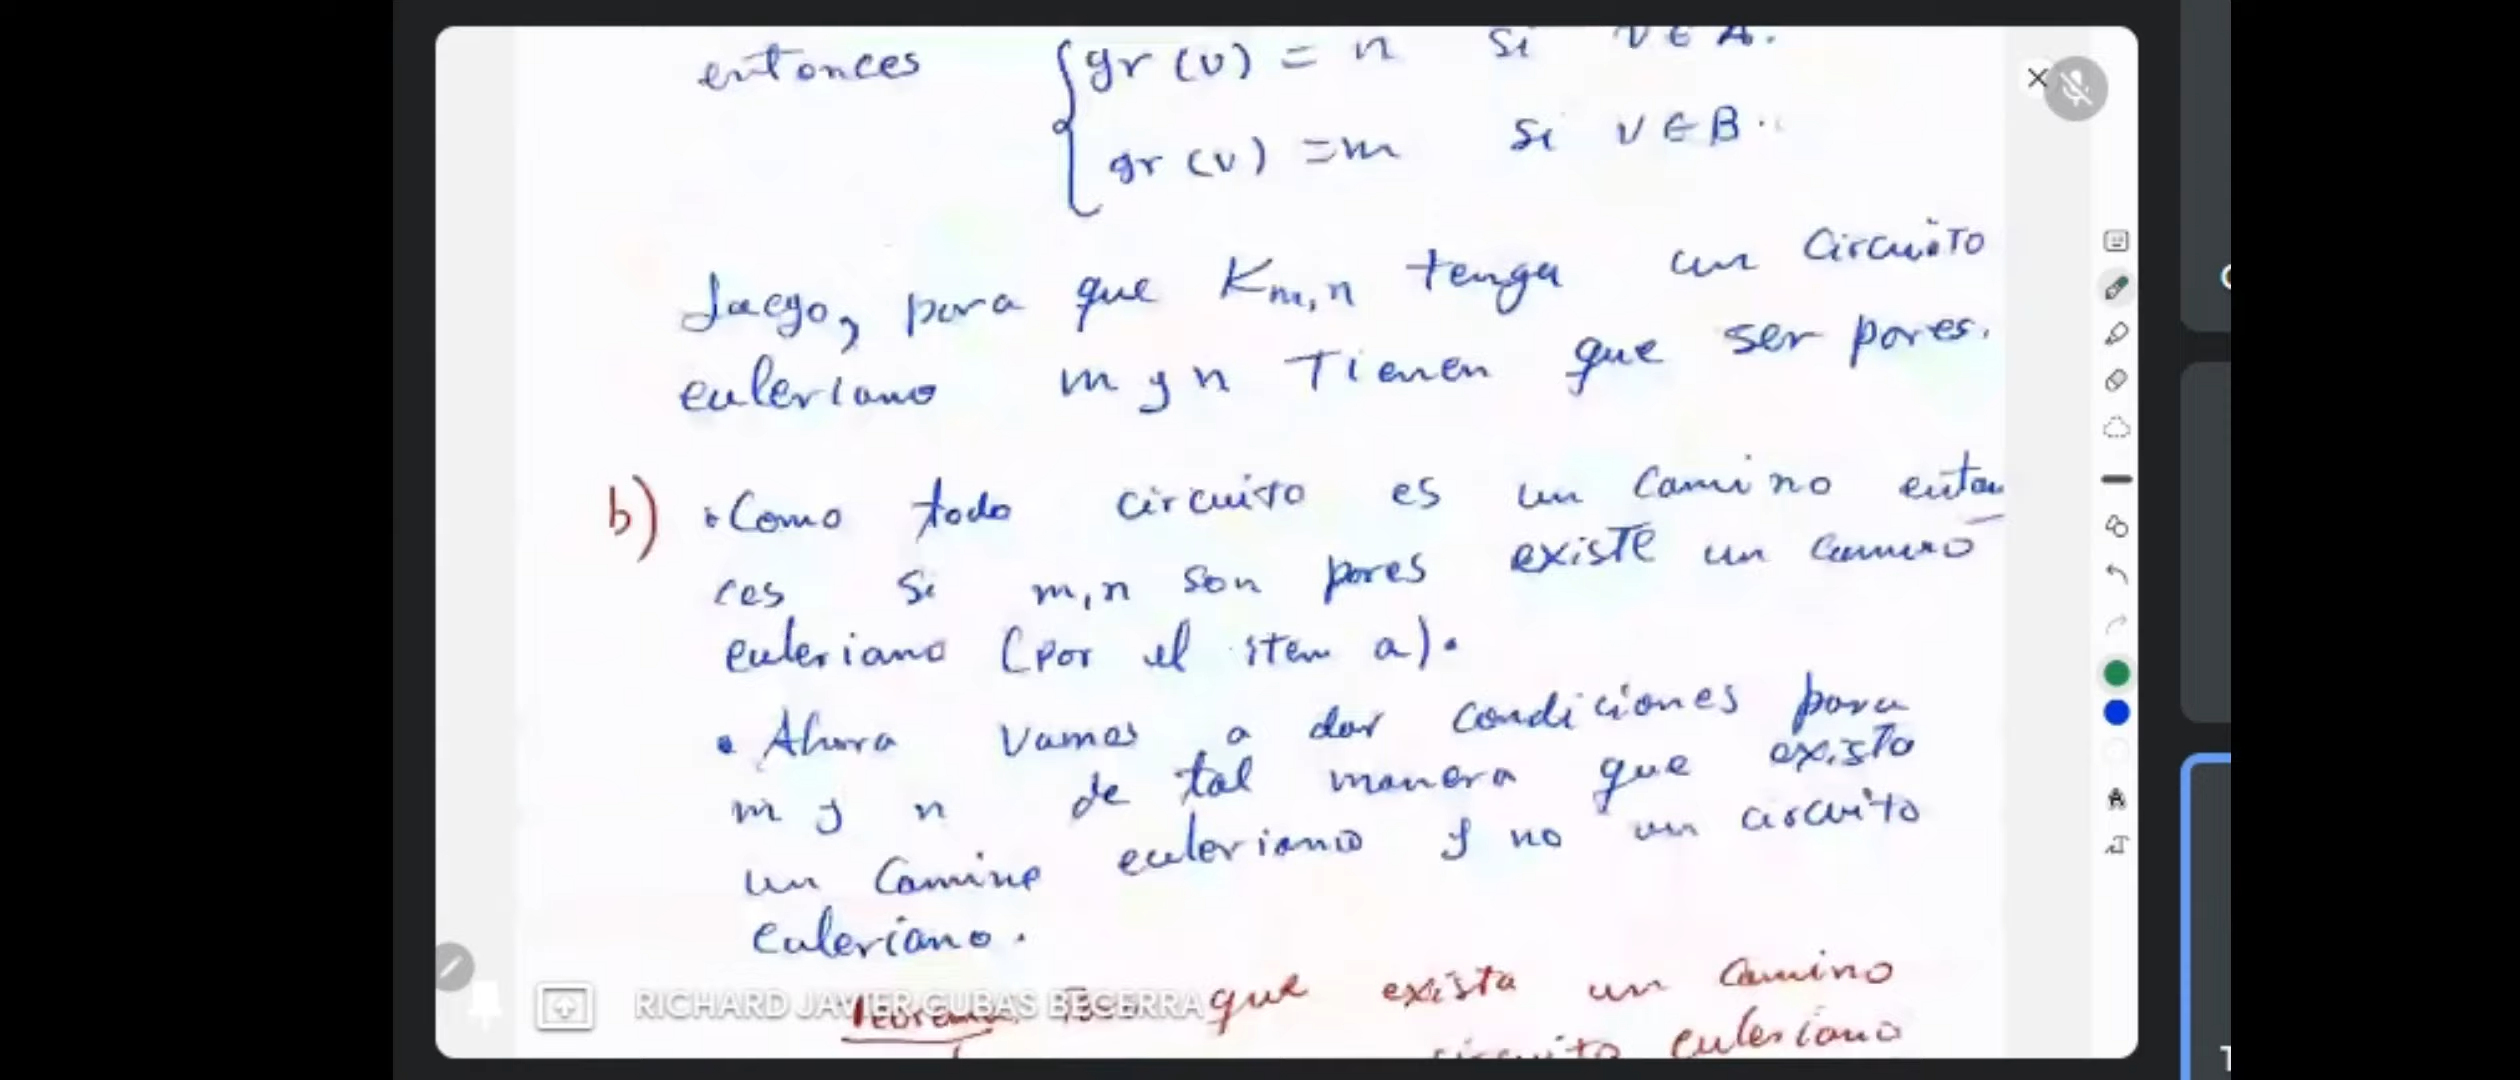 entonces { gr (v) = n si v ∈ A.
gr (v) = m si v ∈ B.
Luego, para que Km,n tenga un circuito
euleriano m y n Tienen que ser pares.
b) • Como todo circuito es un camino enton
ces si m,n son pares existe un camino
euleriano (por el item a).
• Ahora vamos a dar condiciones para
m y n de tal manera que exista
un camino euleriano y no un circuito
euleriano.
Teorema que exista un camino
RICHARD JAVIER CUBAS BECERRA
circuito euleriano